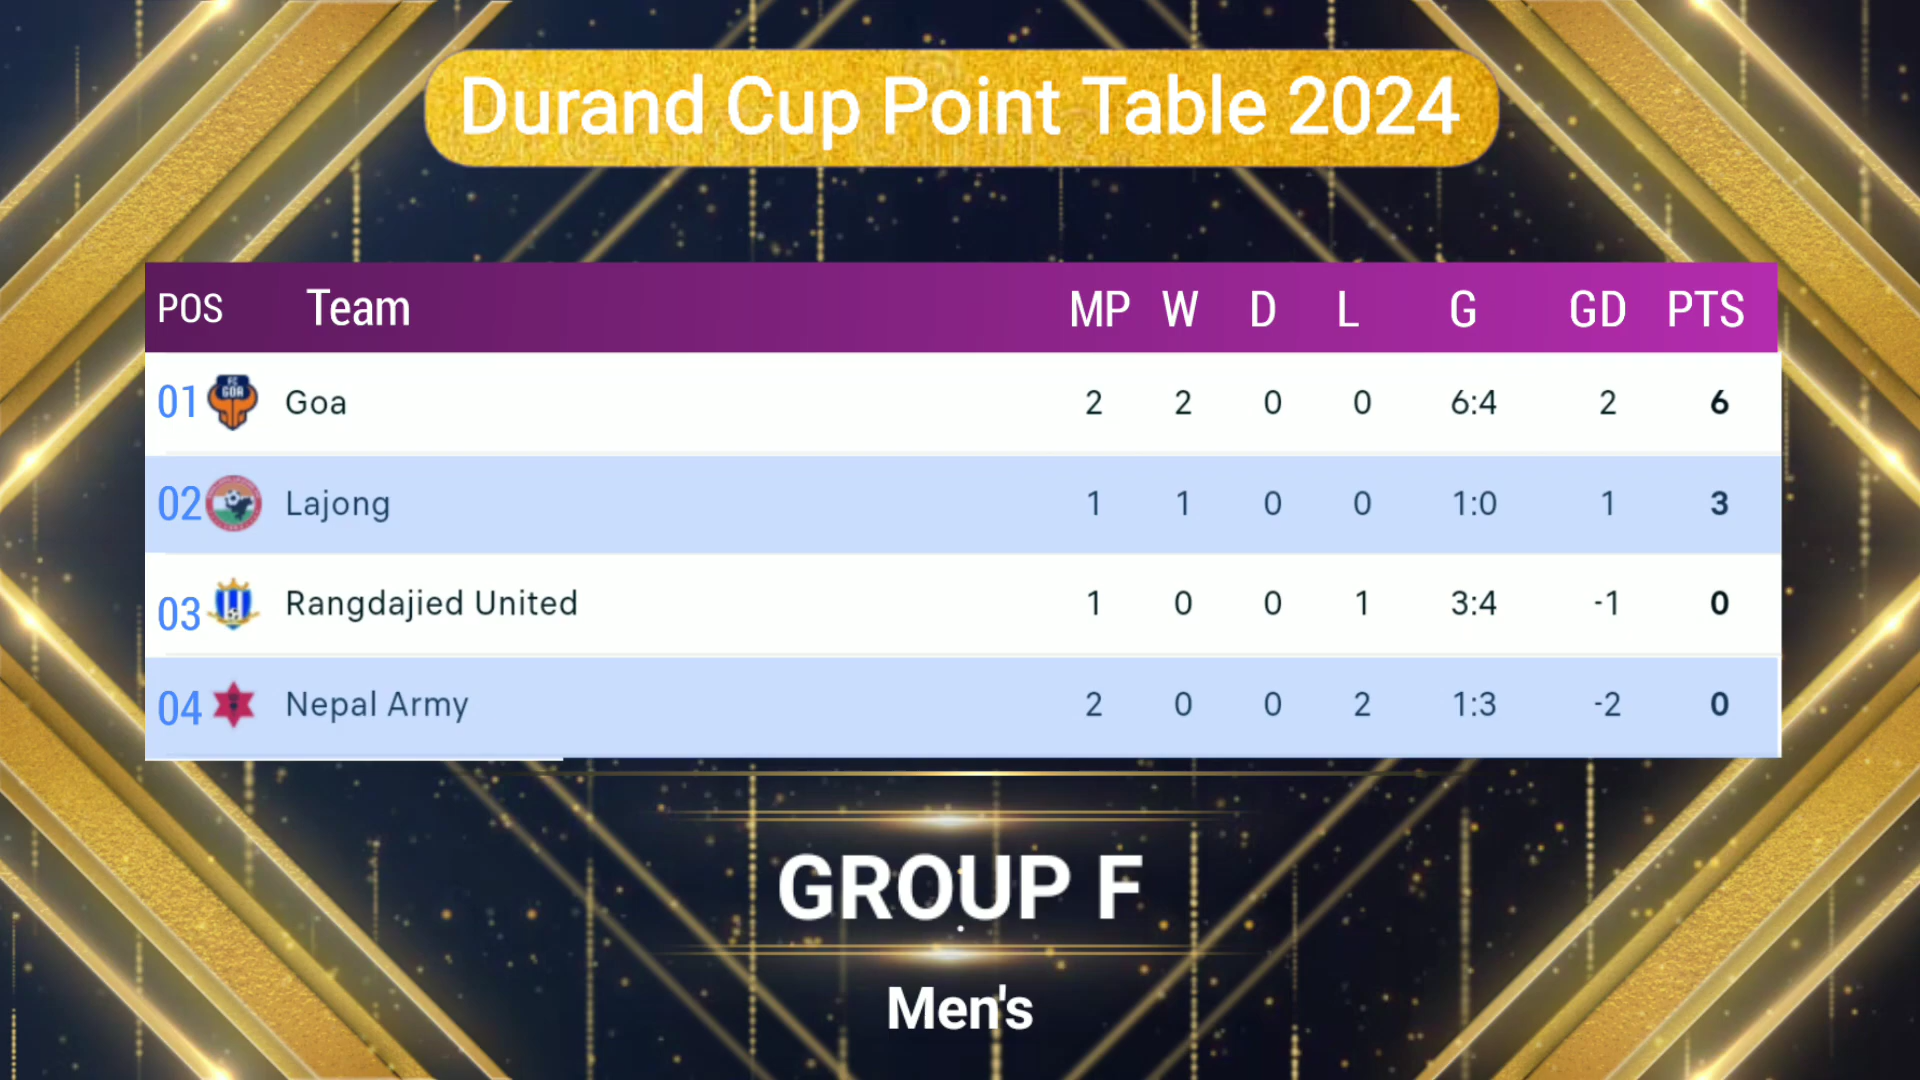 Durand Cup Point Table 2024
POS Team MP W D L G GD PTS
01 FC GOA Goa 2 2 0 0 6:4 2 6
02 Lajong 1 1 0 0 1:0 1 3
03 Rangdajied United 1 0 0 1 3:4 -1 0
04 Nepal Army 2 0 0 2 1:3 -2 0
GROUP F
Men's